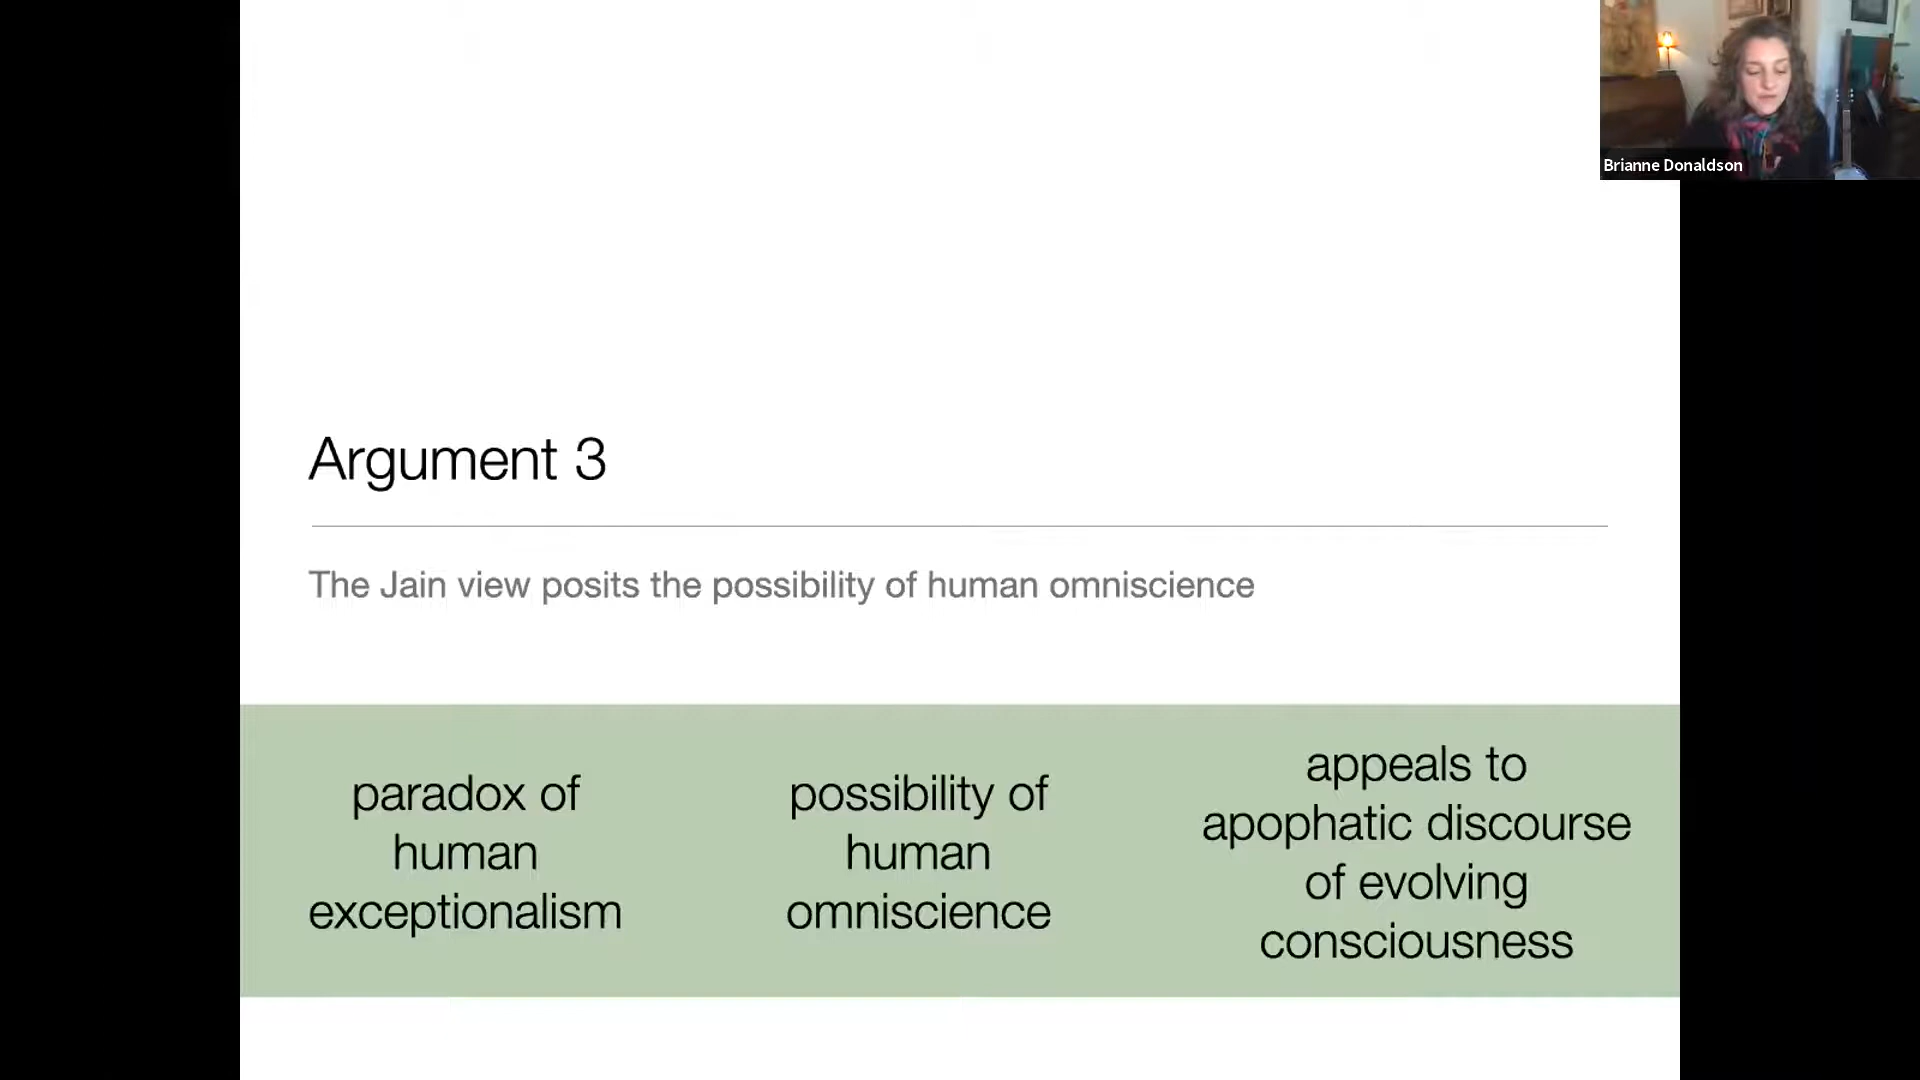 Brianne Donaldson
Argument 3
The Jain view posits the possibility of human omniscience
paradox of
human
exceptionalism
possibility of
human
omniscience
appeals to
apophatic discourse
of evolving
consciousness